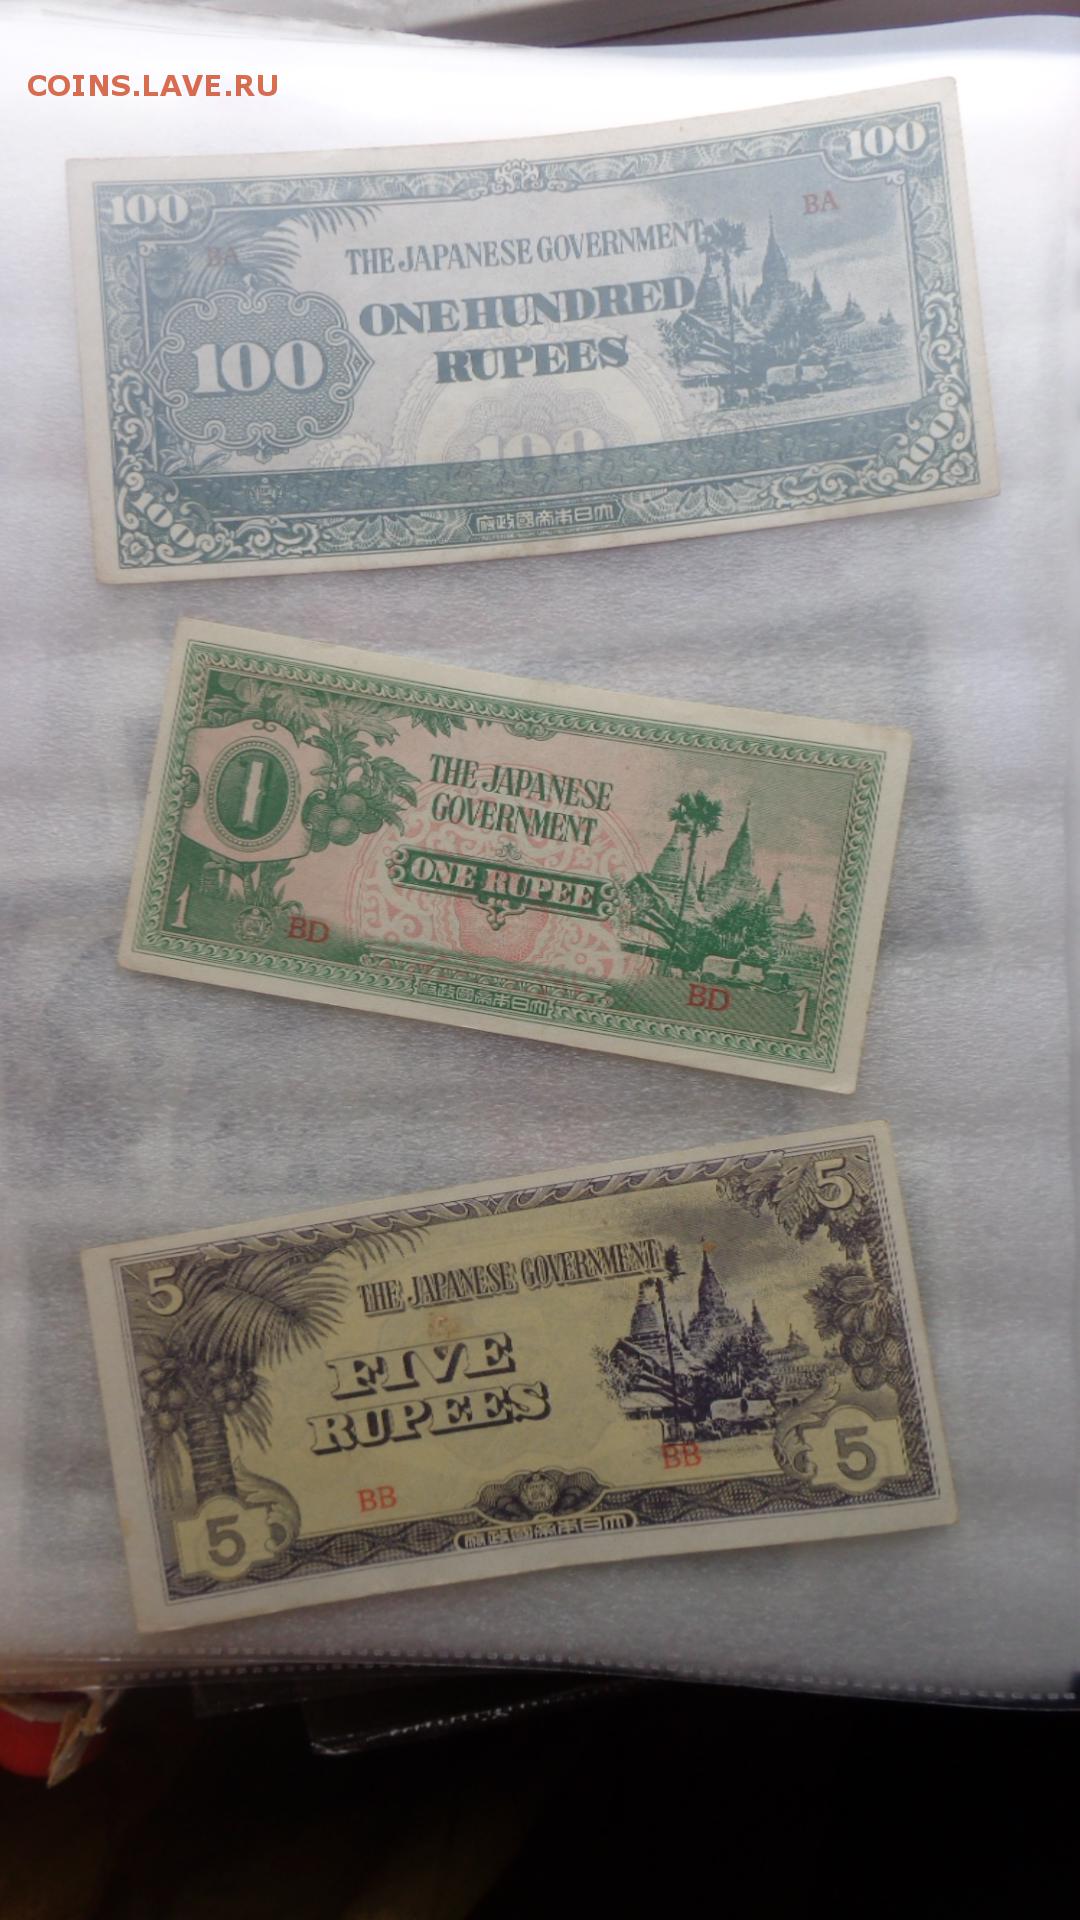 COINS.LAVE.RU
100
100
BA
BA
THE JAPANESE GOVERNMENT
ONE HUNDRED
RUPEES
100
100
100
100
府政國帝本日大
THE JAPANESE
GOVERNMENT
1
ONE RUPEE
1
BD
BD
1
府政國帝本日大
5
5
THE JAPANESE GOVERNMENT
FIVE
RUPEES
BB
BB
5
5
府政國帝本日大